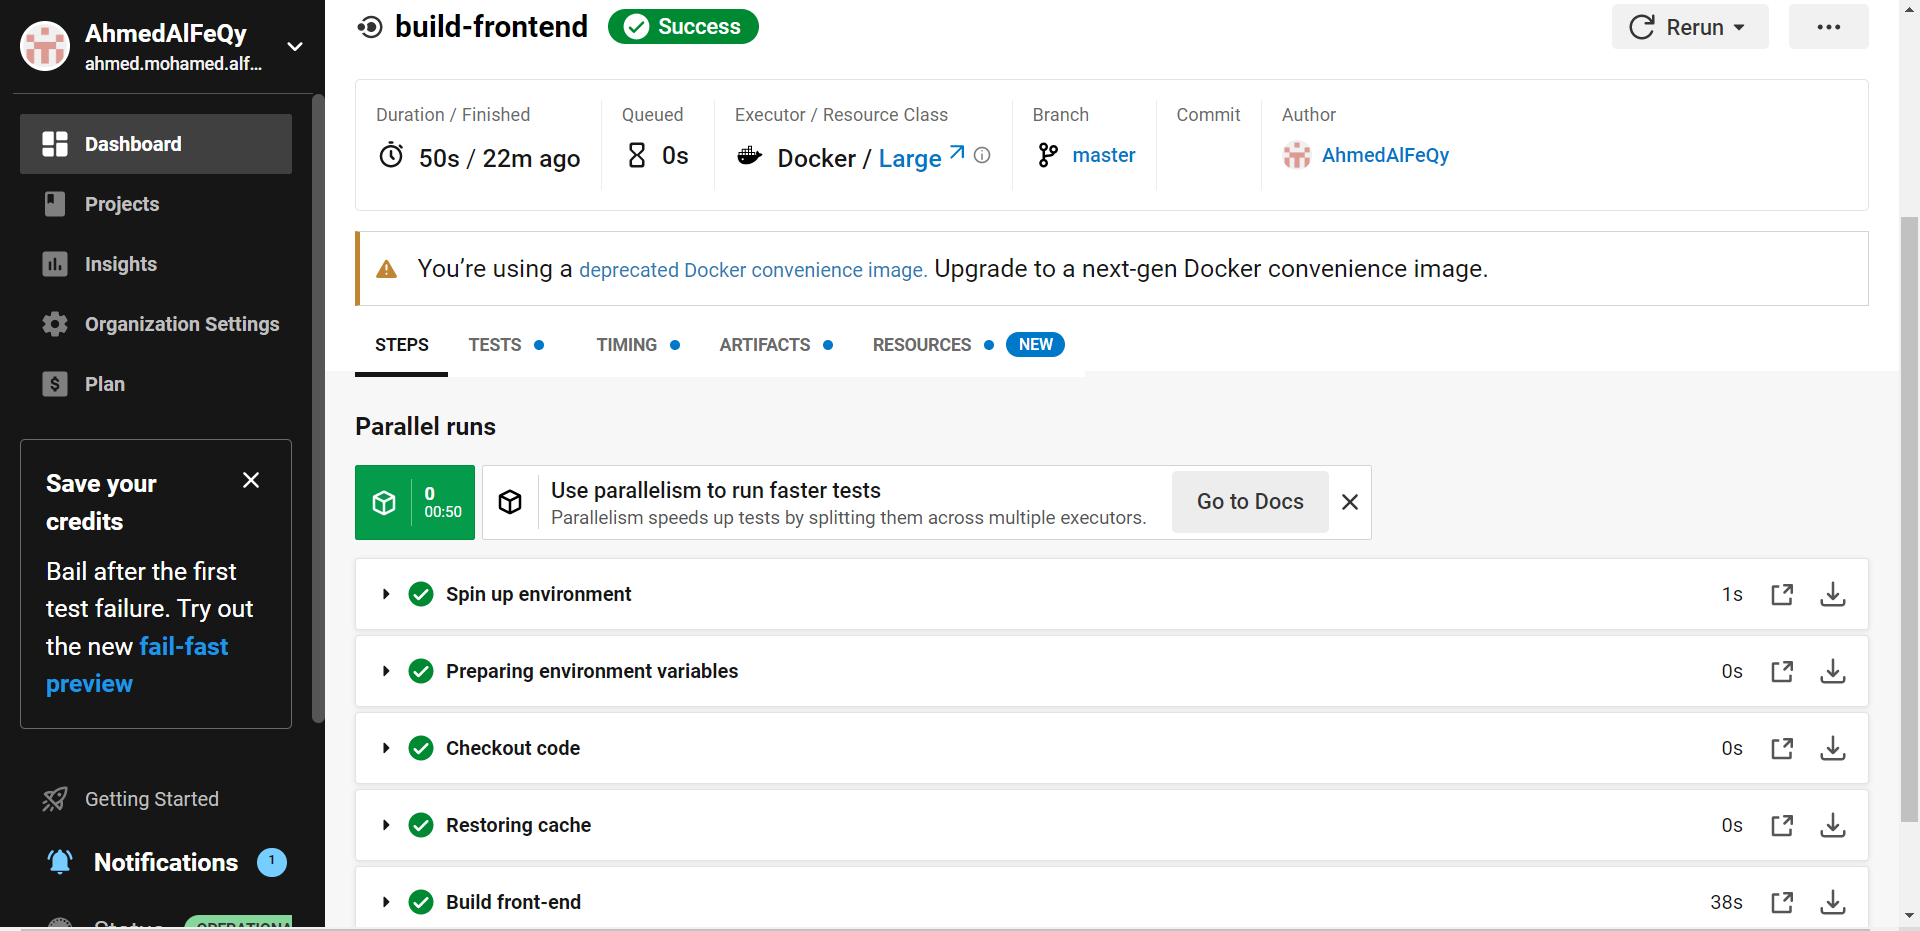 AhmedAlFeQy
ahmed.mohamed.alf...
Dashboard
Projects
Insights
Organization Settings
Plan
Save your
credits
Bail after the first
test failure. Try out
the new fail-fast
preview
Getting Started
Notifications 1
Status OPERATIONA
build-frontend Success
Rerun
Duration / Finished
50s / 22m ago
Queued
0s
Executor / Resource Class
Docker / Large
Branch
master
Commit
Author
AhmedAlFeQy
You’re using a deprecated Docker convenience image. Upgrade to a next-gen Docker convenience image.
STEPS TESTS TIMING ARTIFACTS RESOURCES NEW
Parallel runs
0
00:50
Use parallelism to run faster tests
Parallelism speeds up tests by splitting them across multiple executors.
Go to Docs
Spin up environment 1s
Preparing environment variables 0s
Checkout code 0s
Restoring cache 0s
Build front-end 38s